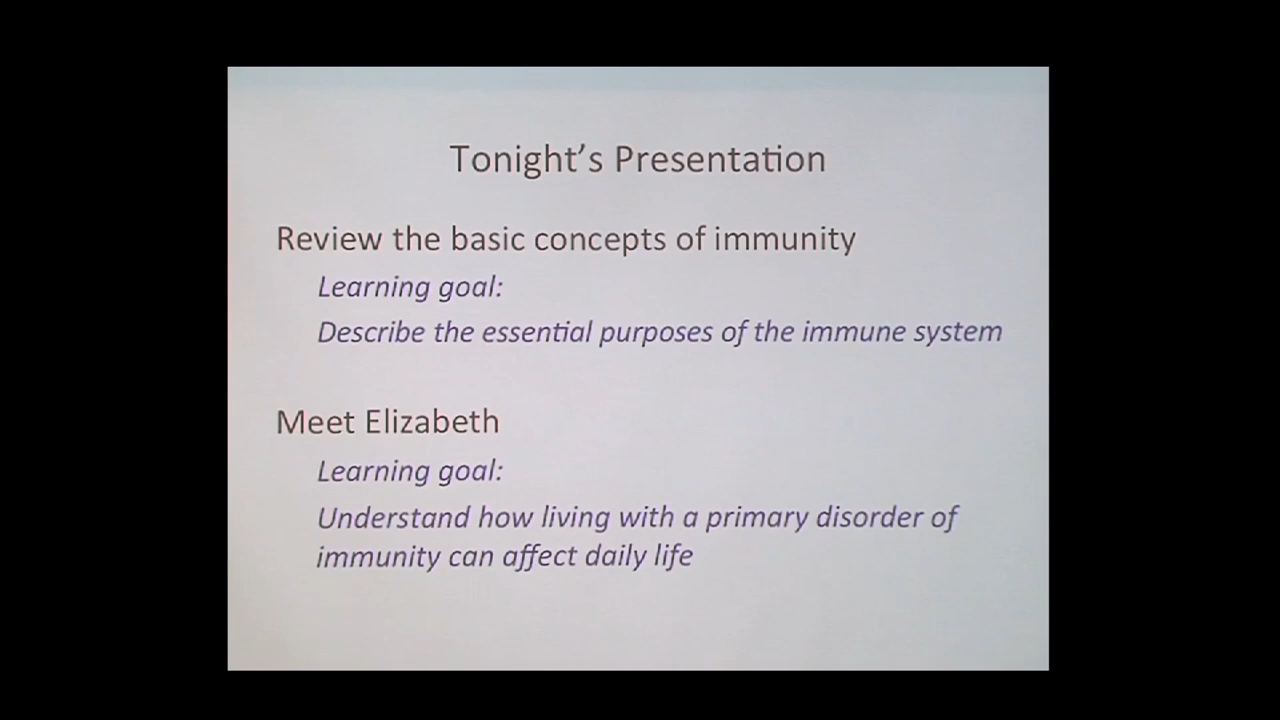 Tonight's Presentation
Review the basic concepts of immunity
Learning goal:
Describe the essential purposes of the immune system
Meet Elizabeth
Learning goal:
Understand how living with a primary disorder of
immunity can affect daily life